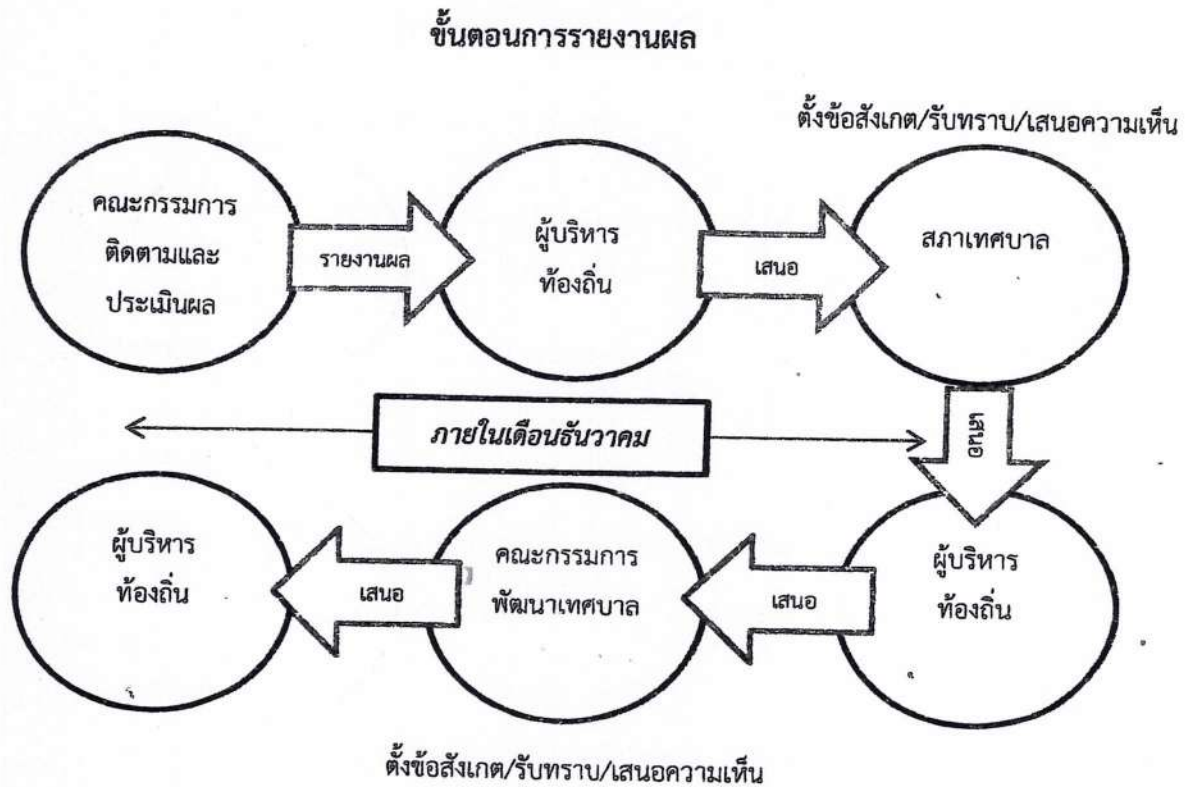 ขั้นตอนการรายงานผล
ตั้งข้อสังเกต/รับทราบ/เสนอความเห็น
คณะกรรมการ
ติดตามและ
ประเมินผล
รายงานผล
ผู้บริหาร
ท้องถิ่น
เสนอ
สภาเทศบาล
เสนอ
ภายในเดือนธันวาคม
ผู้บริหาร
ท้องถิ่น
เสนอ
คณะกรรมการ
พัฒนาเทศบาล
เสนอ
ผู้บริหาร
ท้องถิ่น
ตั้งข้อสังเกต/รับทราบ/เสนอความเห็น